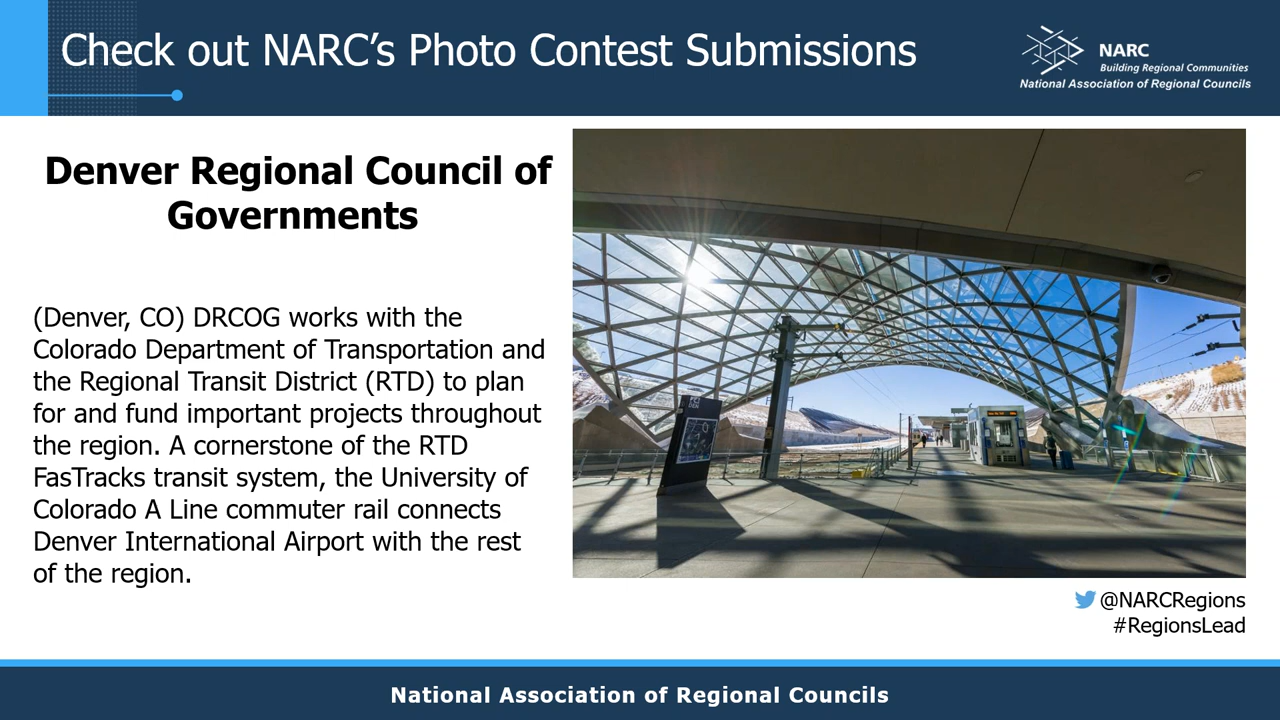 Check out NARC’s Photo Contest Submissions
NARC
Building Regional Communities
National Association of Regional Councils
Denver Regional Council of
Governments
(Denver, CO) DRCOG works with the
Colorado Department of Transportation and
the Regional Transit District (RTD) to plan
for and fund important projects throughout
the region. A cornerstone of the RTD
FasTracks transit system, the University of
Colorado A Line commuter rail connects
Denver International Airport with the rest
of the region.
@NARCRegions
#RegionsLead
National Association of Regional Councils